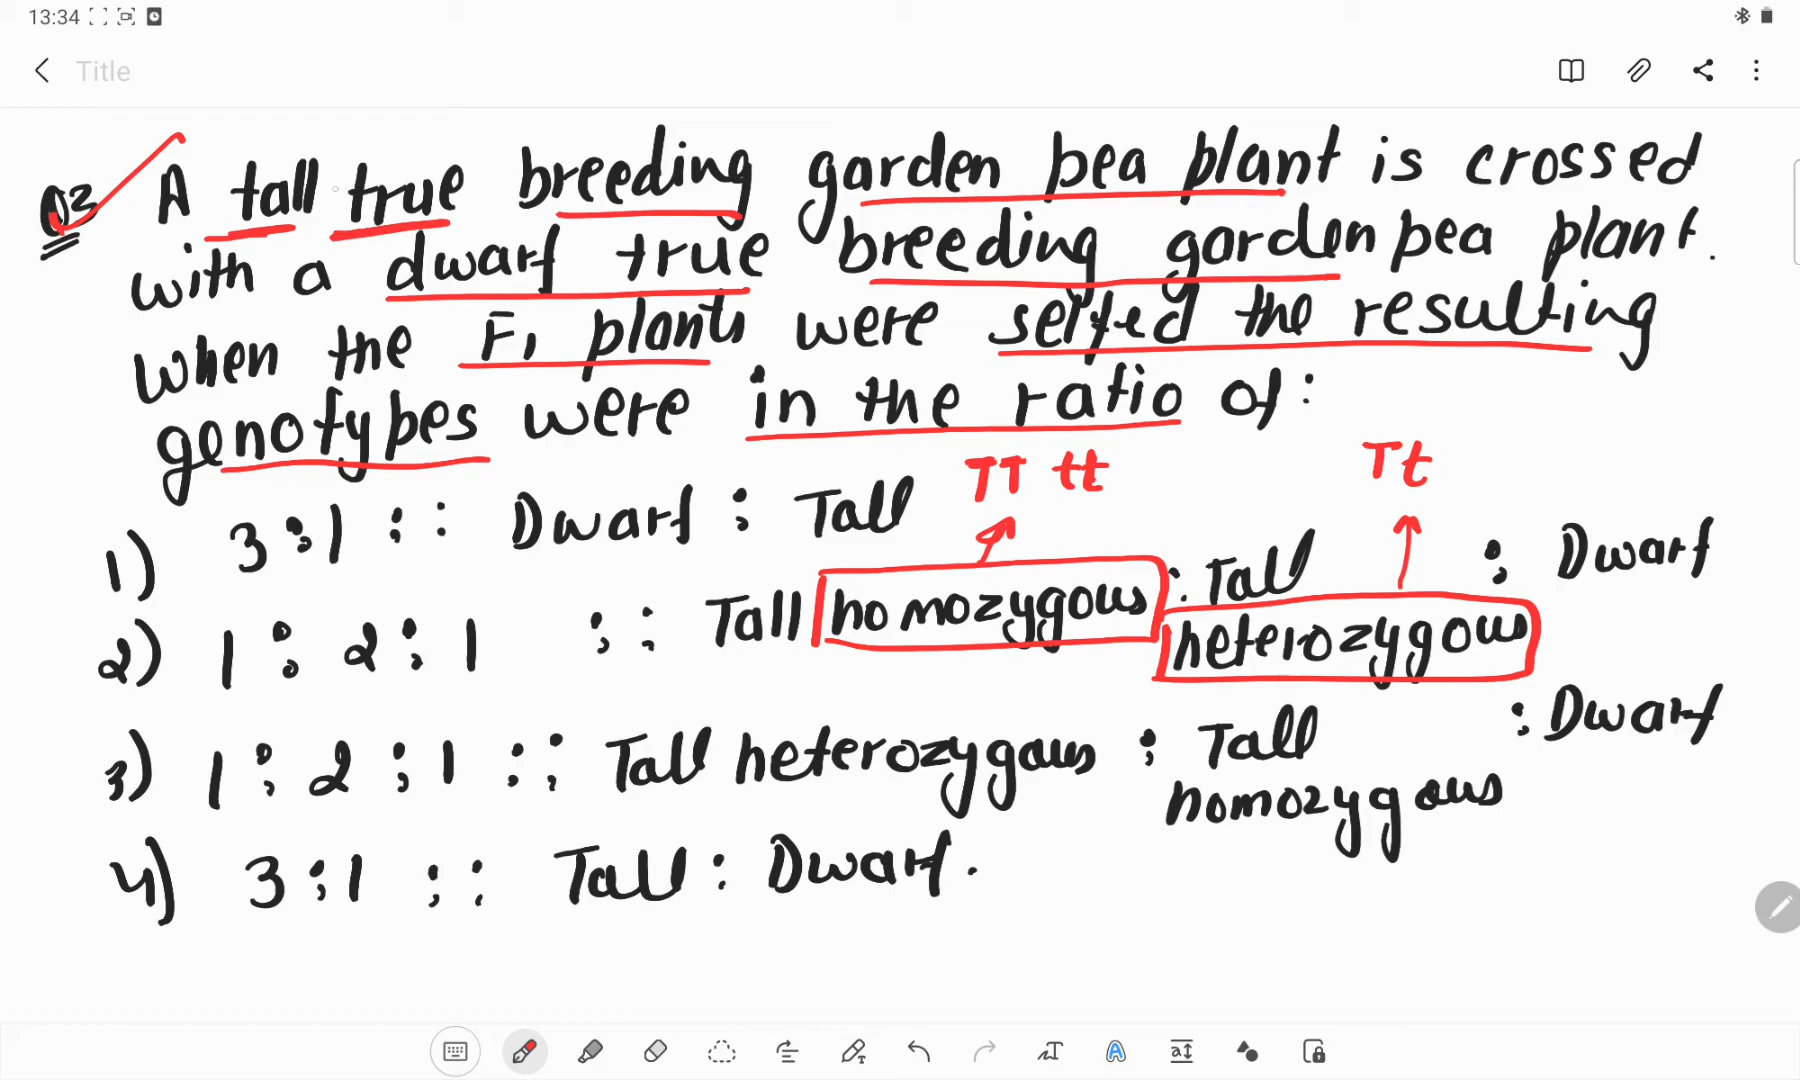 13:34
Title
Q2 A tall true breeding garden pea plant is crossed
with a dwarf true breeding garden pea plant.
when the F1 plants were selfed the resulting
genotypes were in the ratio of:
TT tt Tt
1) 3:1 :: Dwarf : Tall
2) 1 : 2 : 1 :: Tall homozygous : Tall : Dwarf
heterozygous
3) 1 : 2 : 1 :: Tall heterozygous : Tall : Dwarf
homozygous
4) 3:1 :: Tall : Dwarf.